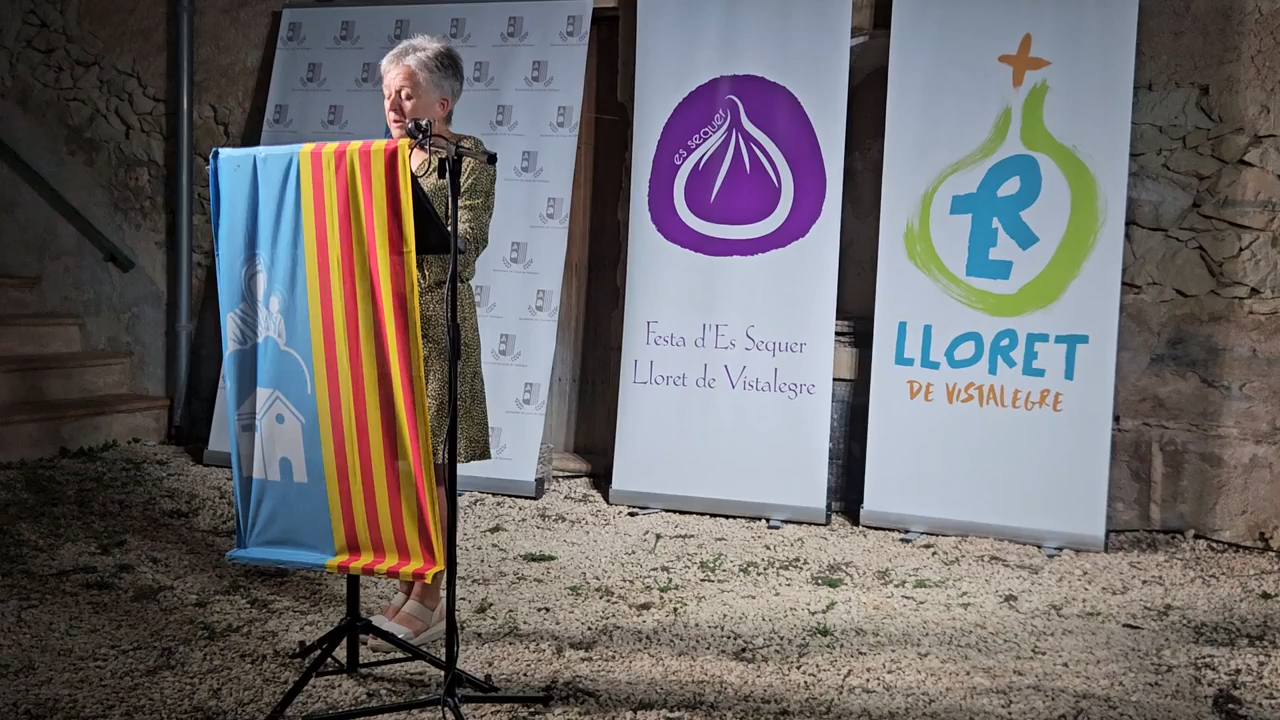 es sequer
Festa d'Es Sequer
Lloret de Vistalegre
LLORET
DE VISTALEGRE